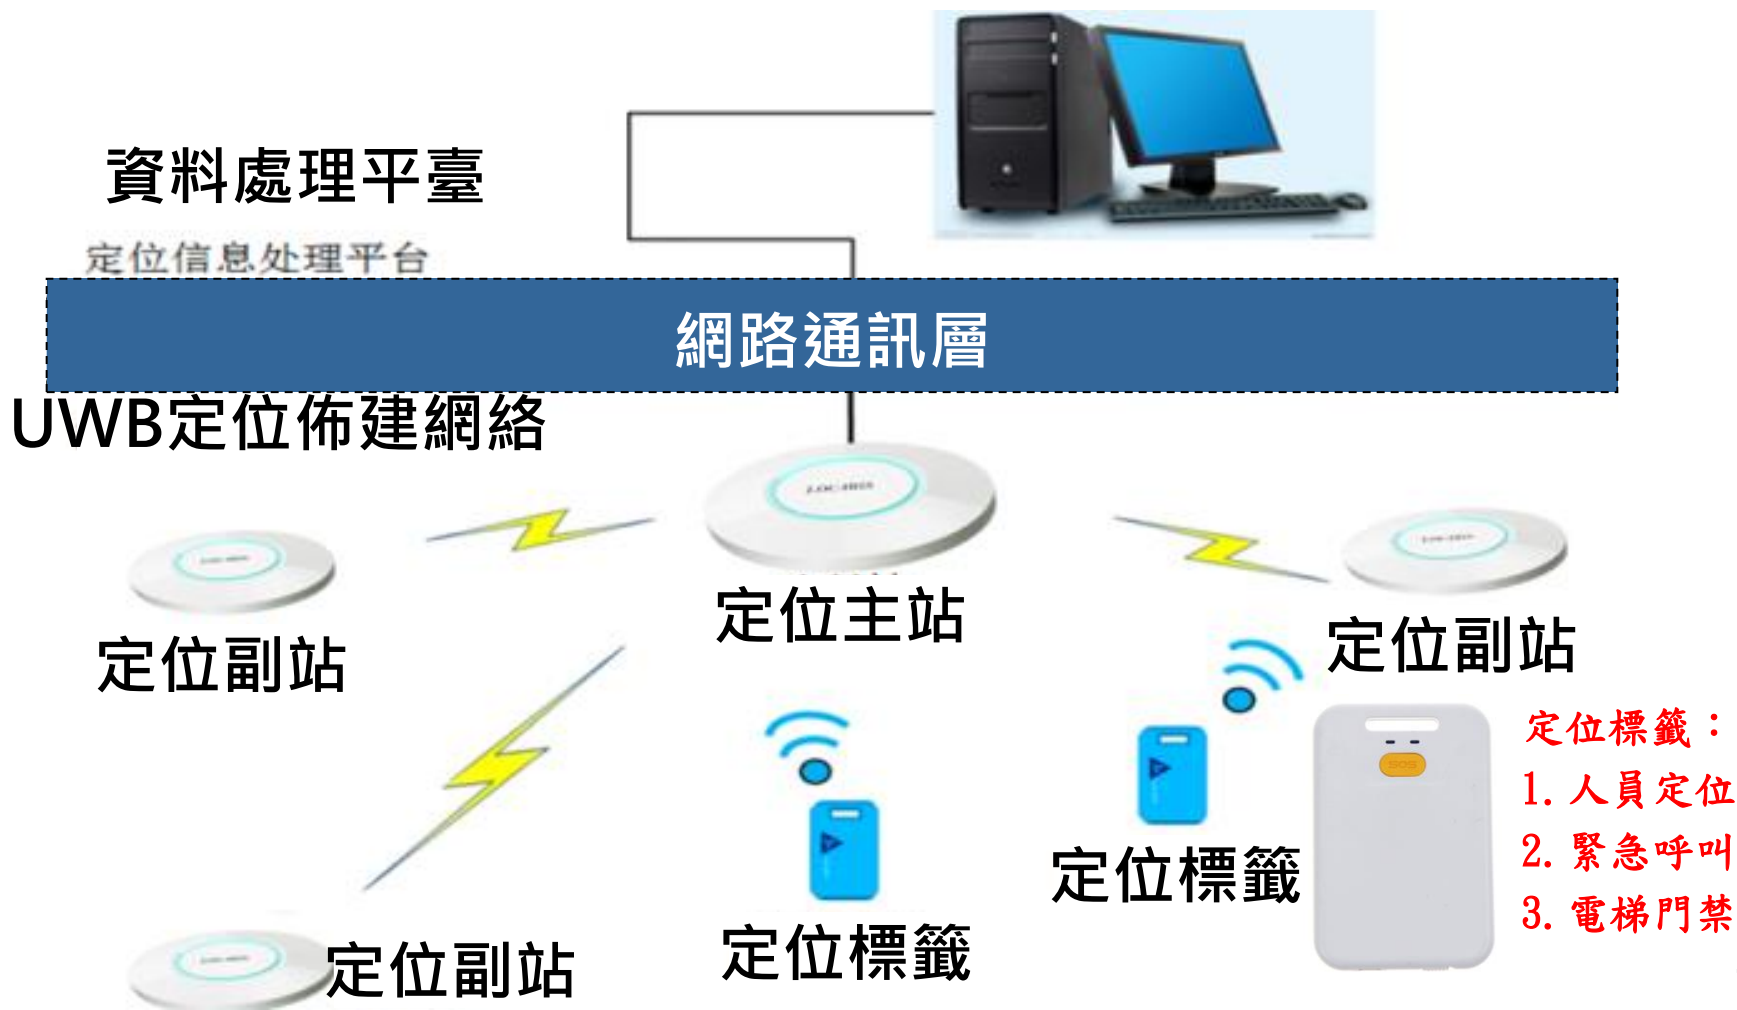 資料處理平臺
定位信息处理平台
網路通訊層
UWB定位佈建網絡
定位主站
定位副站
定位副站
定位標籤
定位標籤
定位副站
SOS
定位標籤：
1.人員定位
2.緊急呼叫
3.電梯門禁